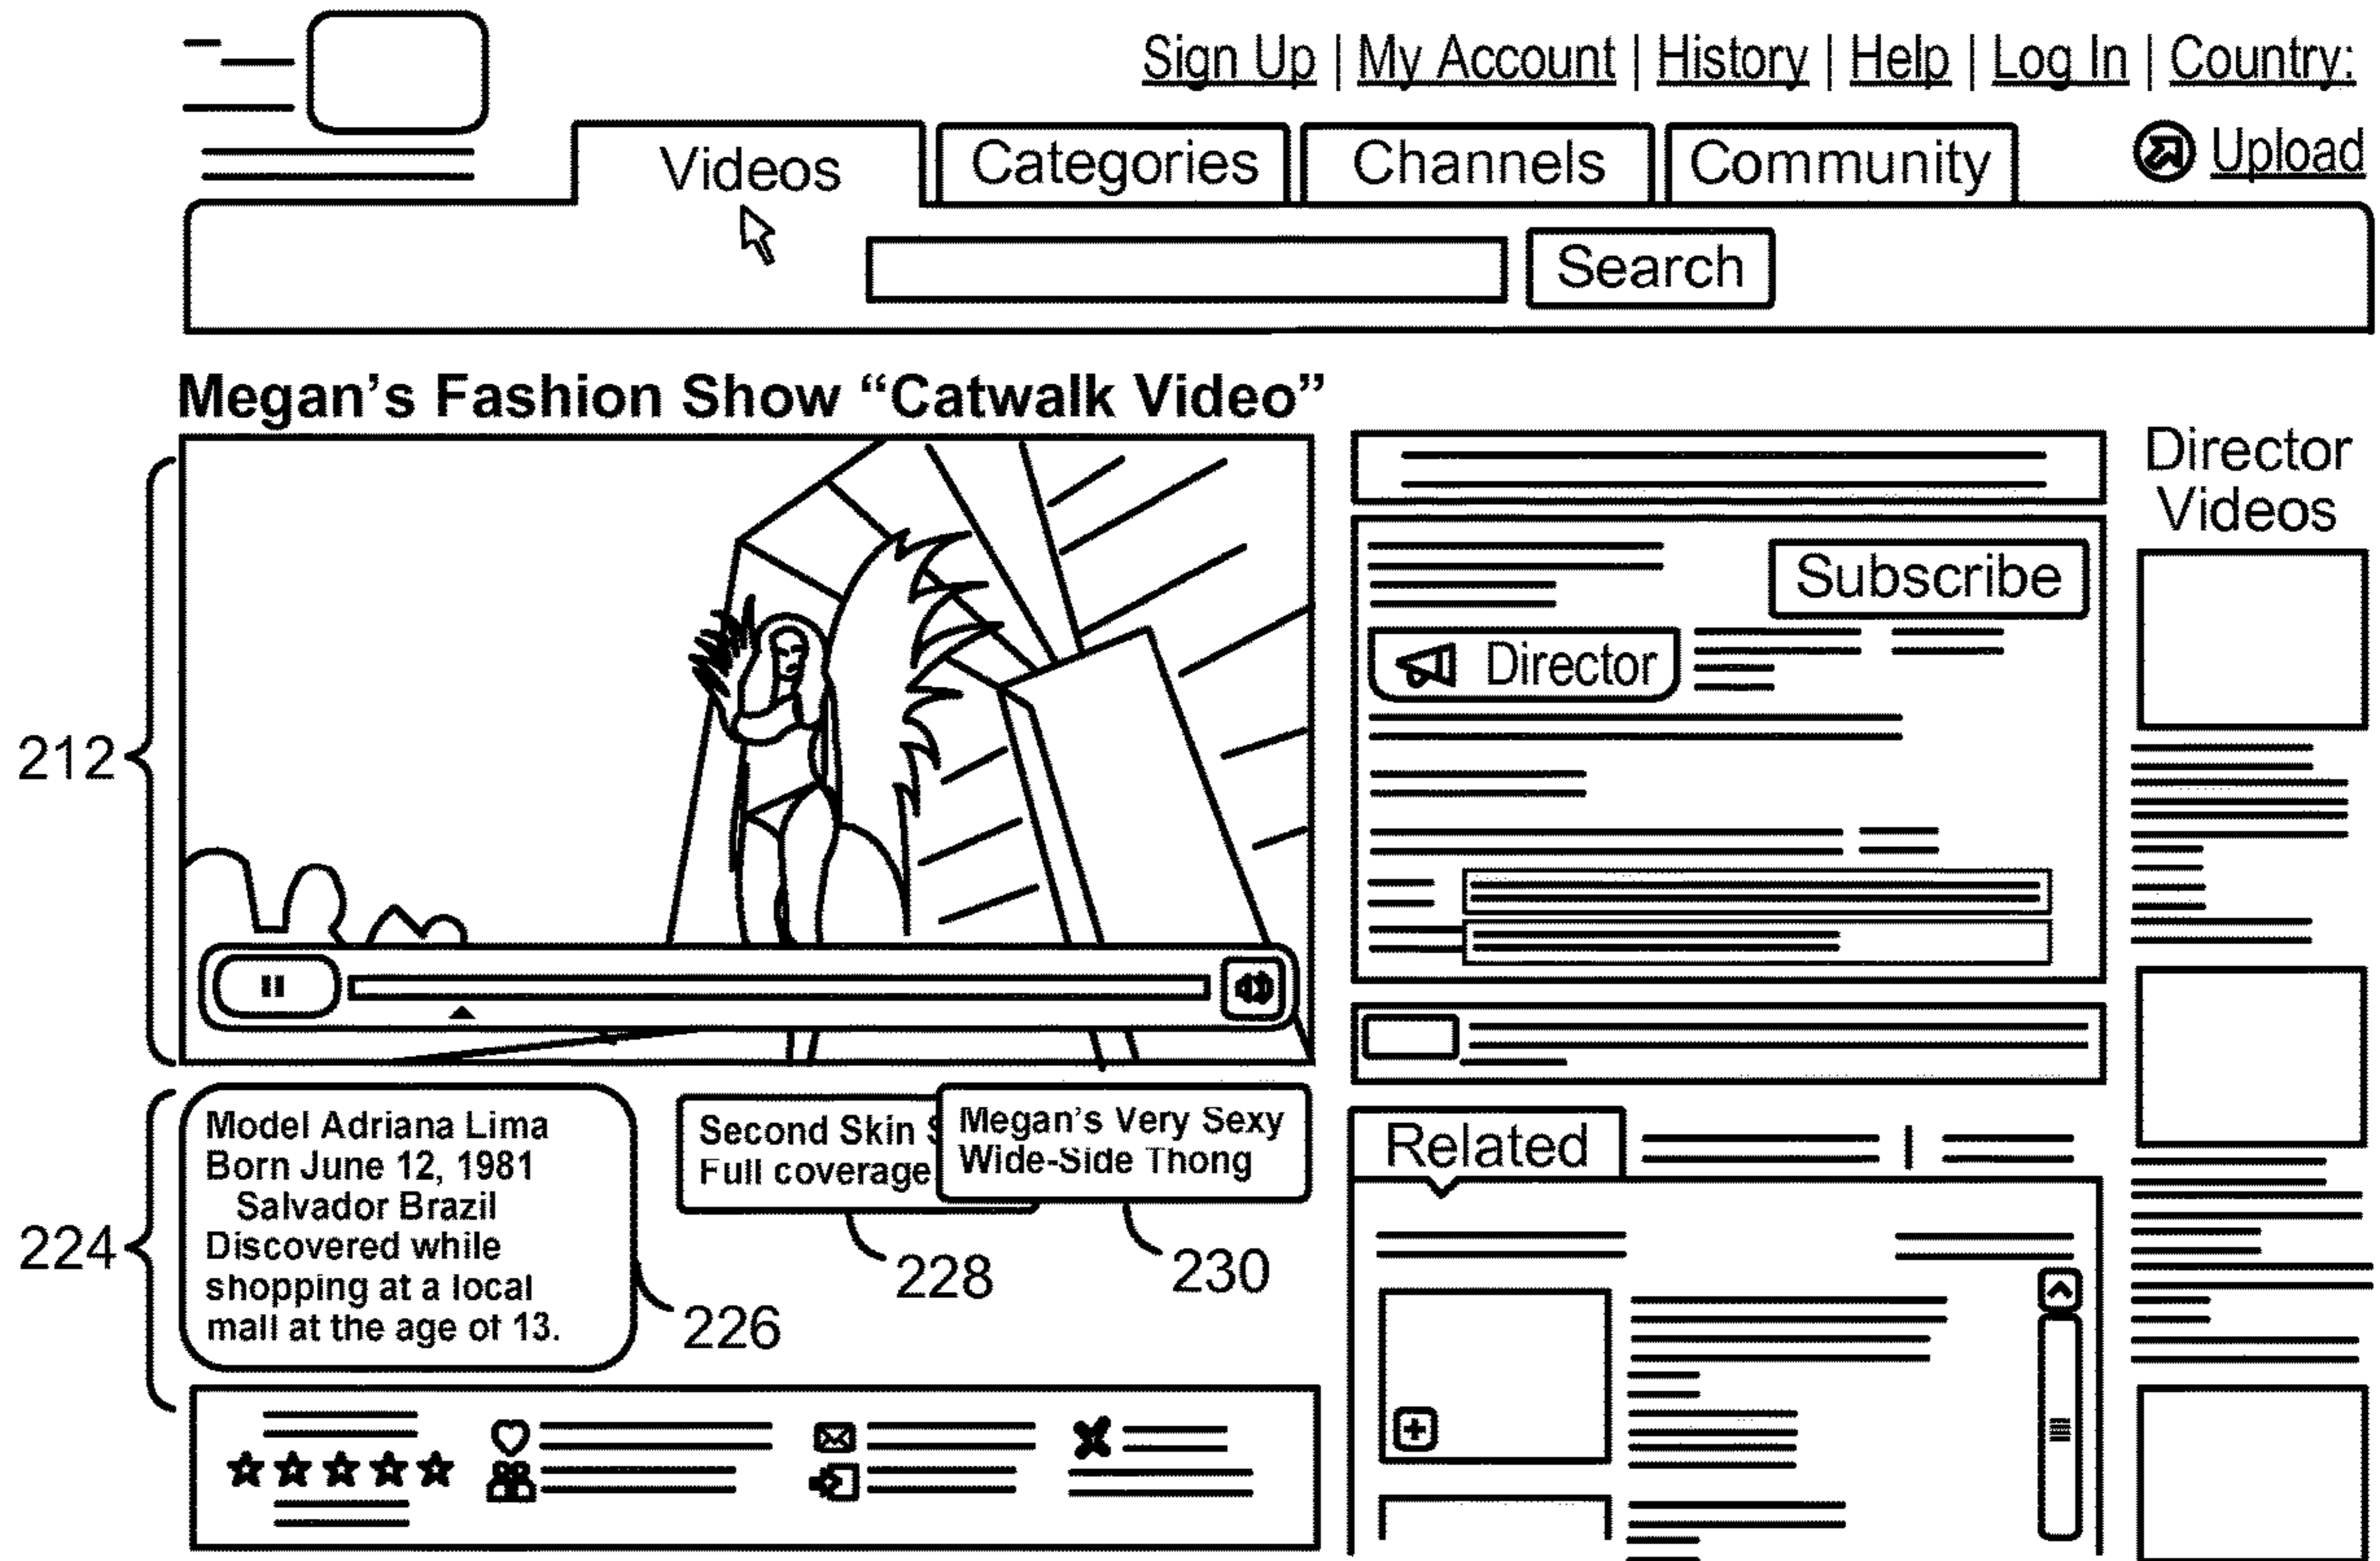 Sign Up | My Account | History | Help | Log In | Country:
Videos
Categories
Channels
Community
Upload
Search
Megan's Fashion Show “Catwalk Video”
212
Subscribe
Director
Director
Videos
224
Model Adriana Lima
Born June 12, 1981
Salvador Brazil
Discovered while
shopping at a local
mall at the age of 13.
226
Second Skin
Full coverage
228
Megan's Very Sexy
Wide-Side Thong
230
Related